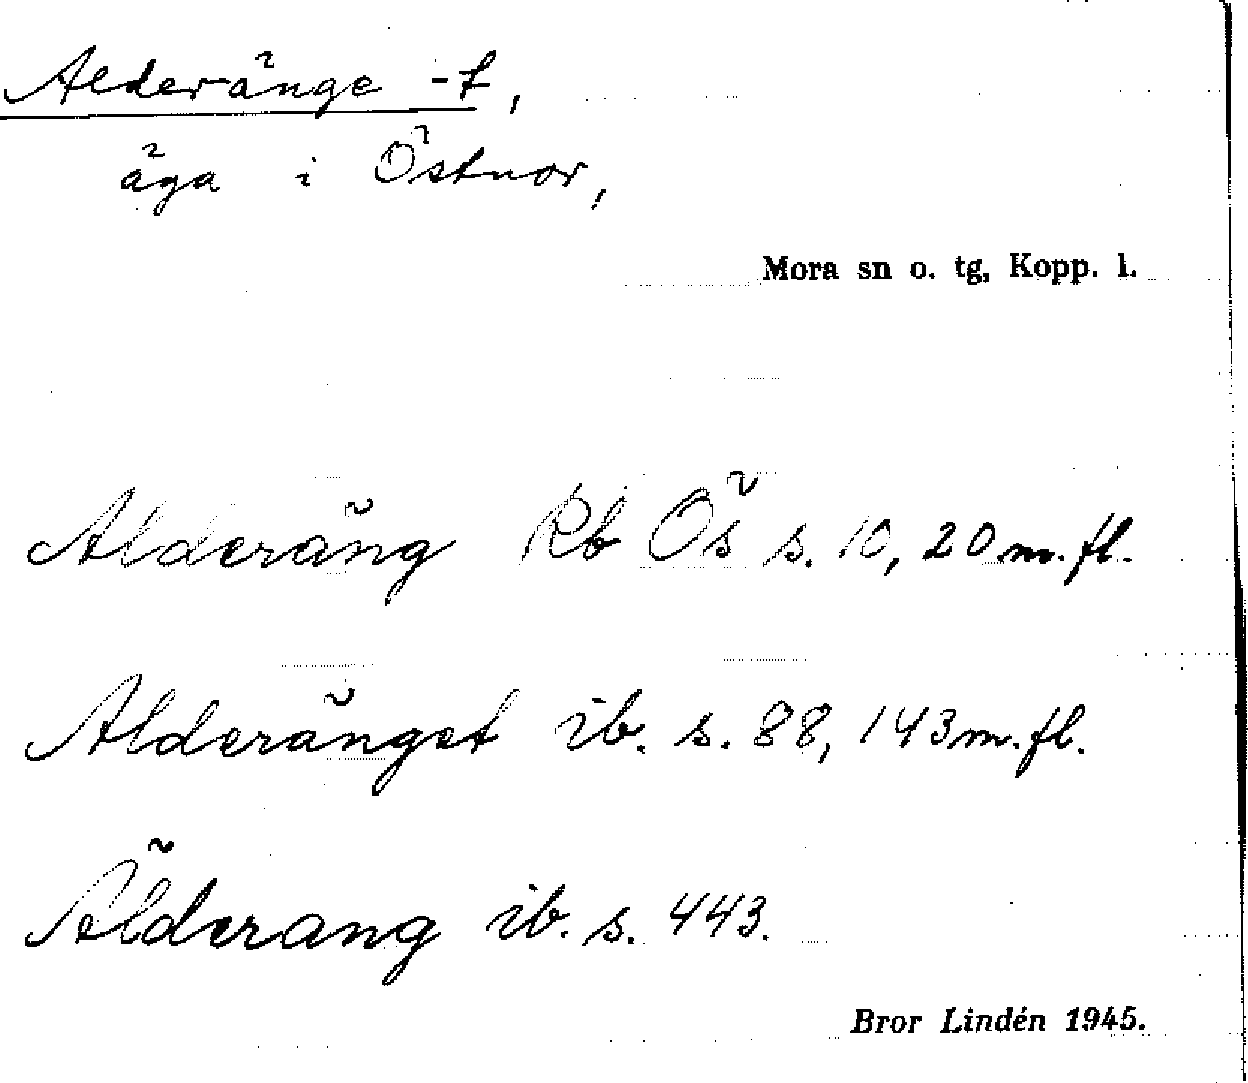 Alderänge -t,
äga i Östnor,
Mora sn o. tg, Kopp. l.
Alderäng Rb Ös s. 10, 20 m.fl.
Alderänget ib. s. 88, 143 m.fl.
Älderang ib. s. 443.
Bror Lindén 1945.